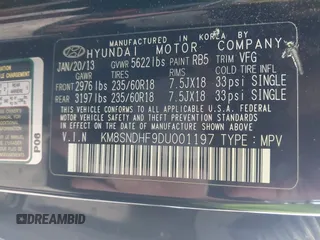 MANUFACTURED IN KOREA BY
HYUNDAI MOTOR COMPANY
JAN/20/13 GVWR 5622 lbs PAINT RB5 TRIM VFG
GAWR TIRES RIMS COLD TIRE INFL
FRONT 2976 lbs 235/60R18 7.5JX18 33psi SINGLE
REAR 3197 lbs 235/60R18 7.5JX18 33psi SINGLE
THIS VEHICLE CONFORMS TO ALL APPLICABLE
U.S.A. FEDERAL MOTOR VEHICLE SAFETY AND
THEFT PREVENTION STANDARDS IN EFFECT ON THE
DATE OF MANUFACTURE SHOWN ABOVE.
V.I.N KM8SNDHF9DU001197 TYPE: MPV
P08
DREAMBID